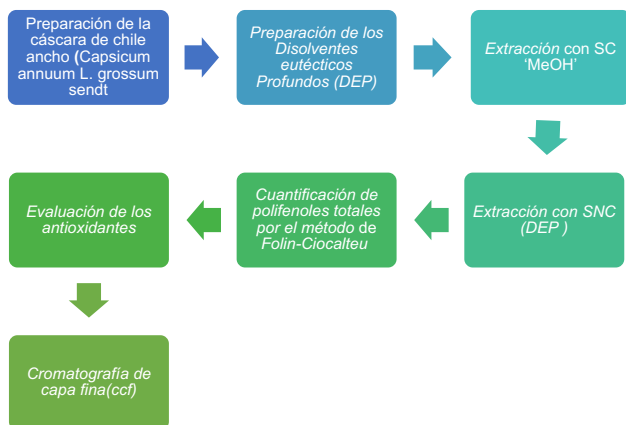 Preparación de la
cáscara de chile
ancho (Capsicum
annuum L. grossum
sendt
Preparación de los
Disolventes
eutécticos
Profundos (DEP)
Extracción con SC
'MeOH'
Extracción con SNC
(DEP )
Cuantificación de
polifenoles totales
por el método de
Folin-Ciocalteu
Evaluación de los
antioxidantes
Cromatografía de
capa fina(ccf)